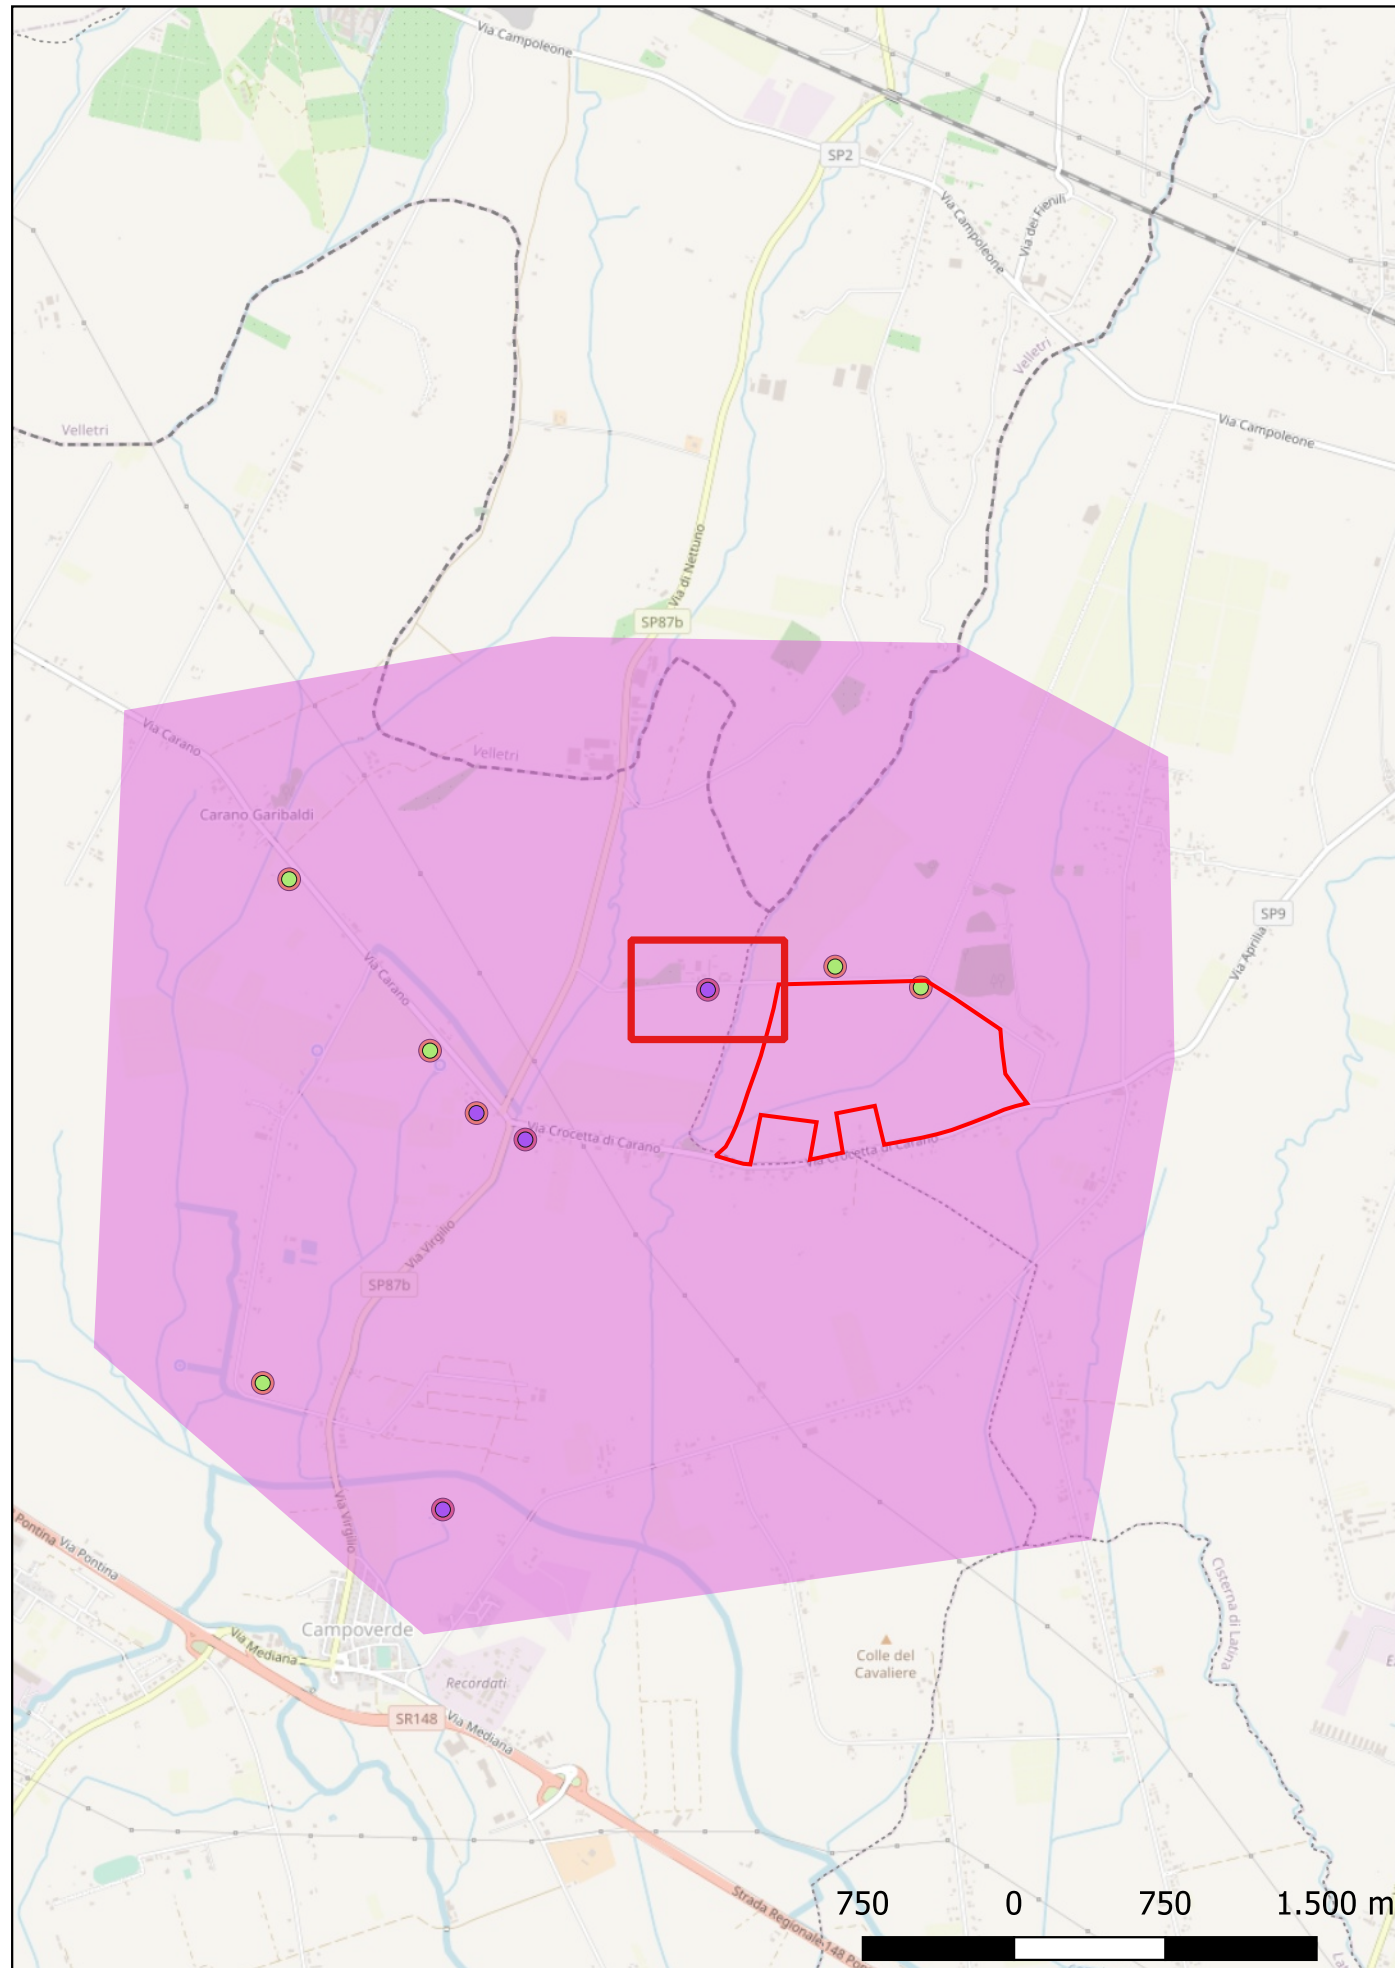 Via Campoleone
SP2
Via Campoleone
Via dei Fienili
Velletri
Velletri
Via Campoleone
Via di Nettuno
SP87b
Via Carano
Velletri
Carano Garibaldi
SP9
Via Aprilia
Via Carano
Via Crocetta di Carano
Via Crocetta di Carano
Via Virgilio
SP87b
Via Virgilio
Pontina
Via Pontina
Cisterna di Latina
Campoverde
Via Mediana
Colle del
Cavaliere
Recordati
SR148
Via Mediana
Strada Regionale 148 Pon
750 0 750 1.500 m